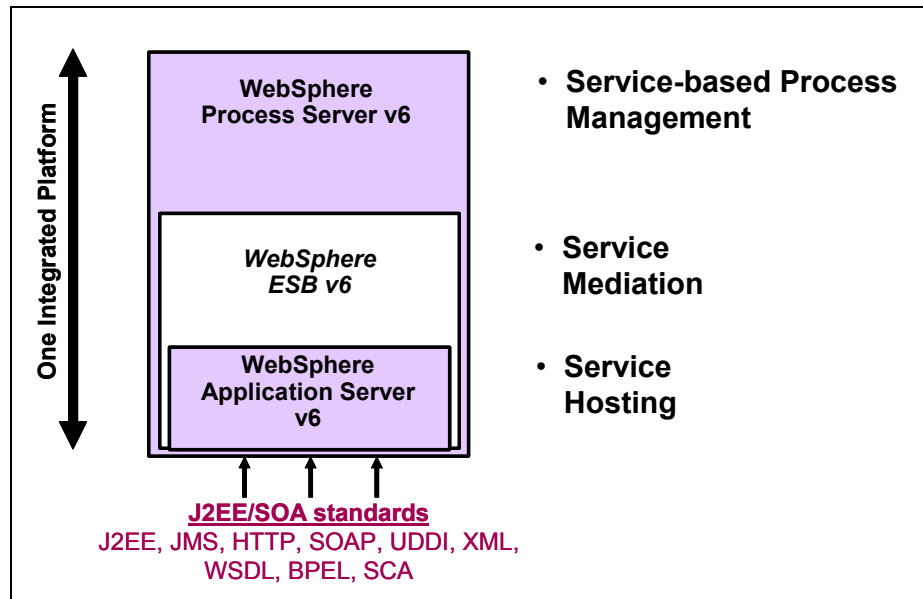 One Integrated Platform
WebSphere
Process Server v6
• Service-based Process
Management
WebSphere
ESB v6
• Service
Mediation
WebSphere
Application Server
v6
• Service
Hosting
J2EE/SOA standards
J2EE, JMS, HTTP, SOAP, UDDI, XML,
WSDL, BPEL, SCA